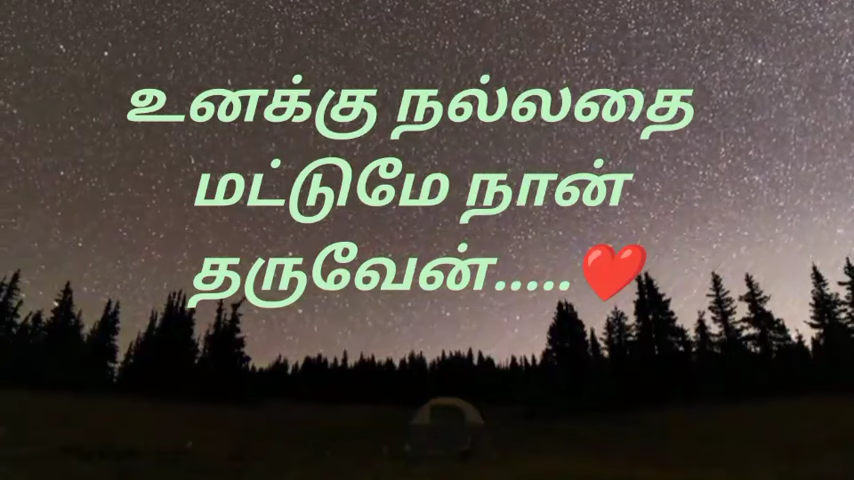 உனக்கு நல்லதை
மட்டுமே நான்
தருவேன்.....❤️